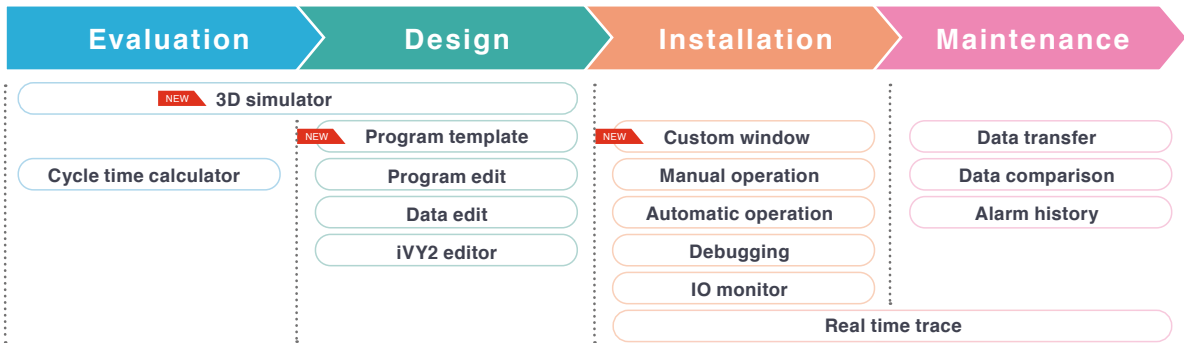 Evaluation Design Installation Maintenance
NEW 3D simulator
NEW Program template NEW Custom window Data transfer
Cycle time calculator Program edit Manual operation Data comparison
Data edit Automatic operation Alarm history
iVY2 editor Debugging
IO monitor
Real time trace